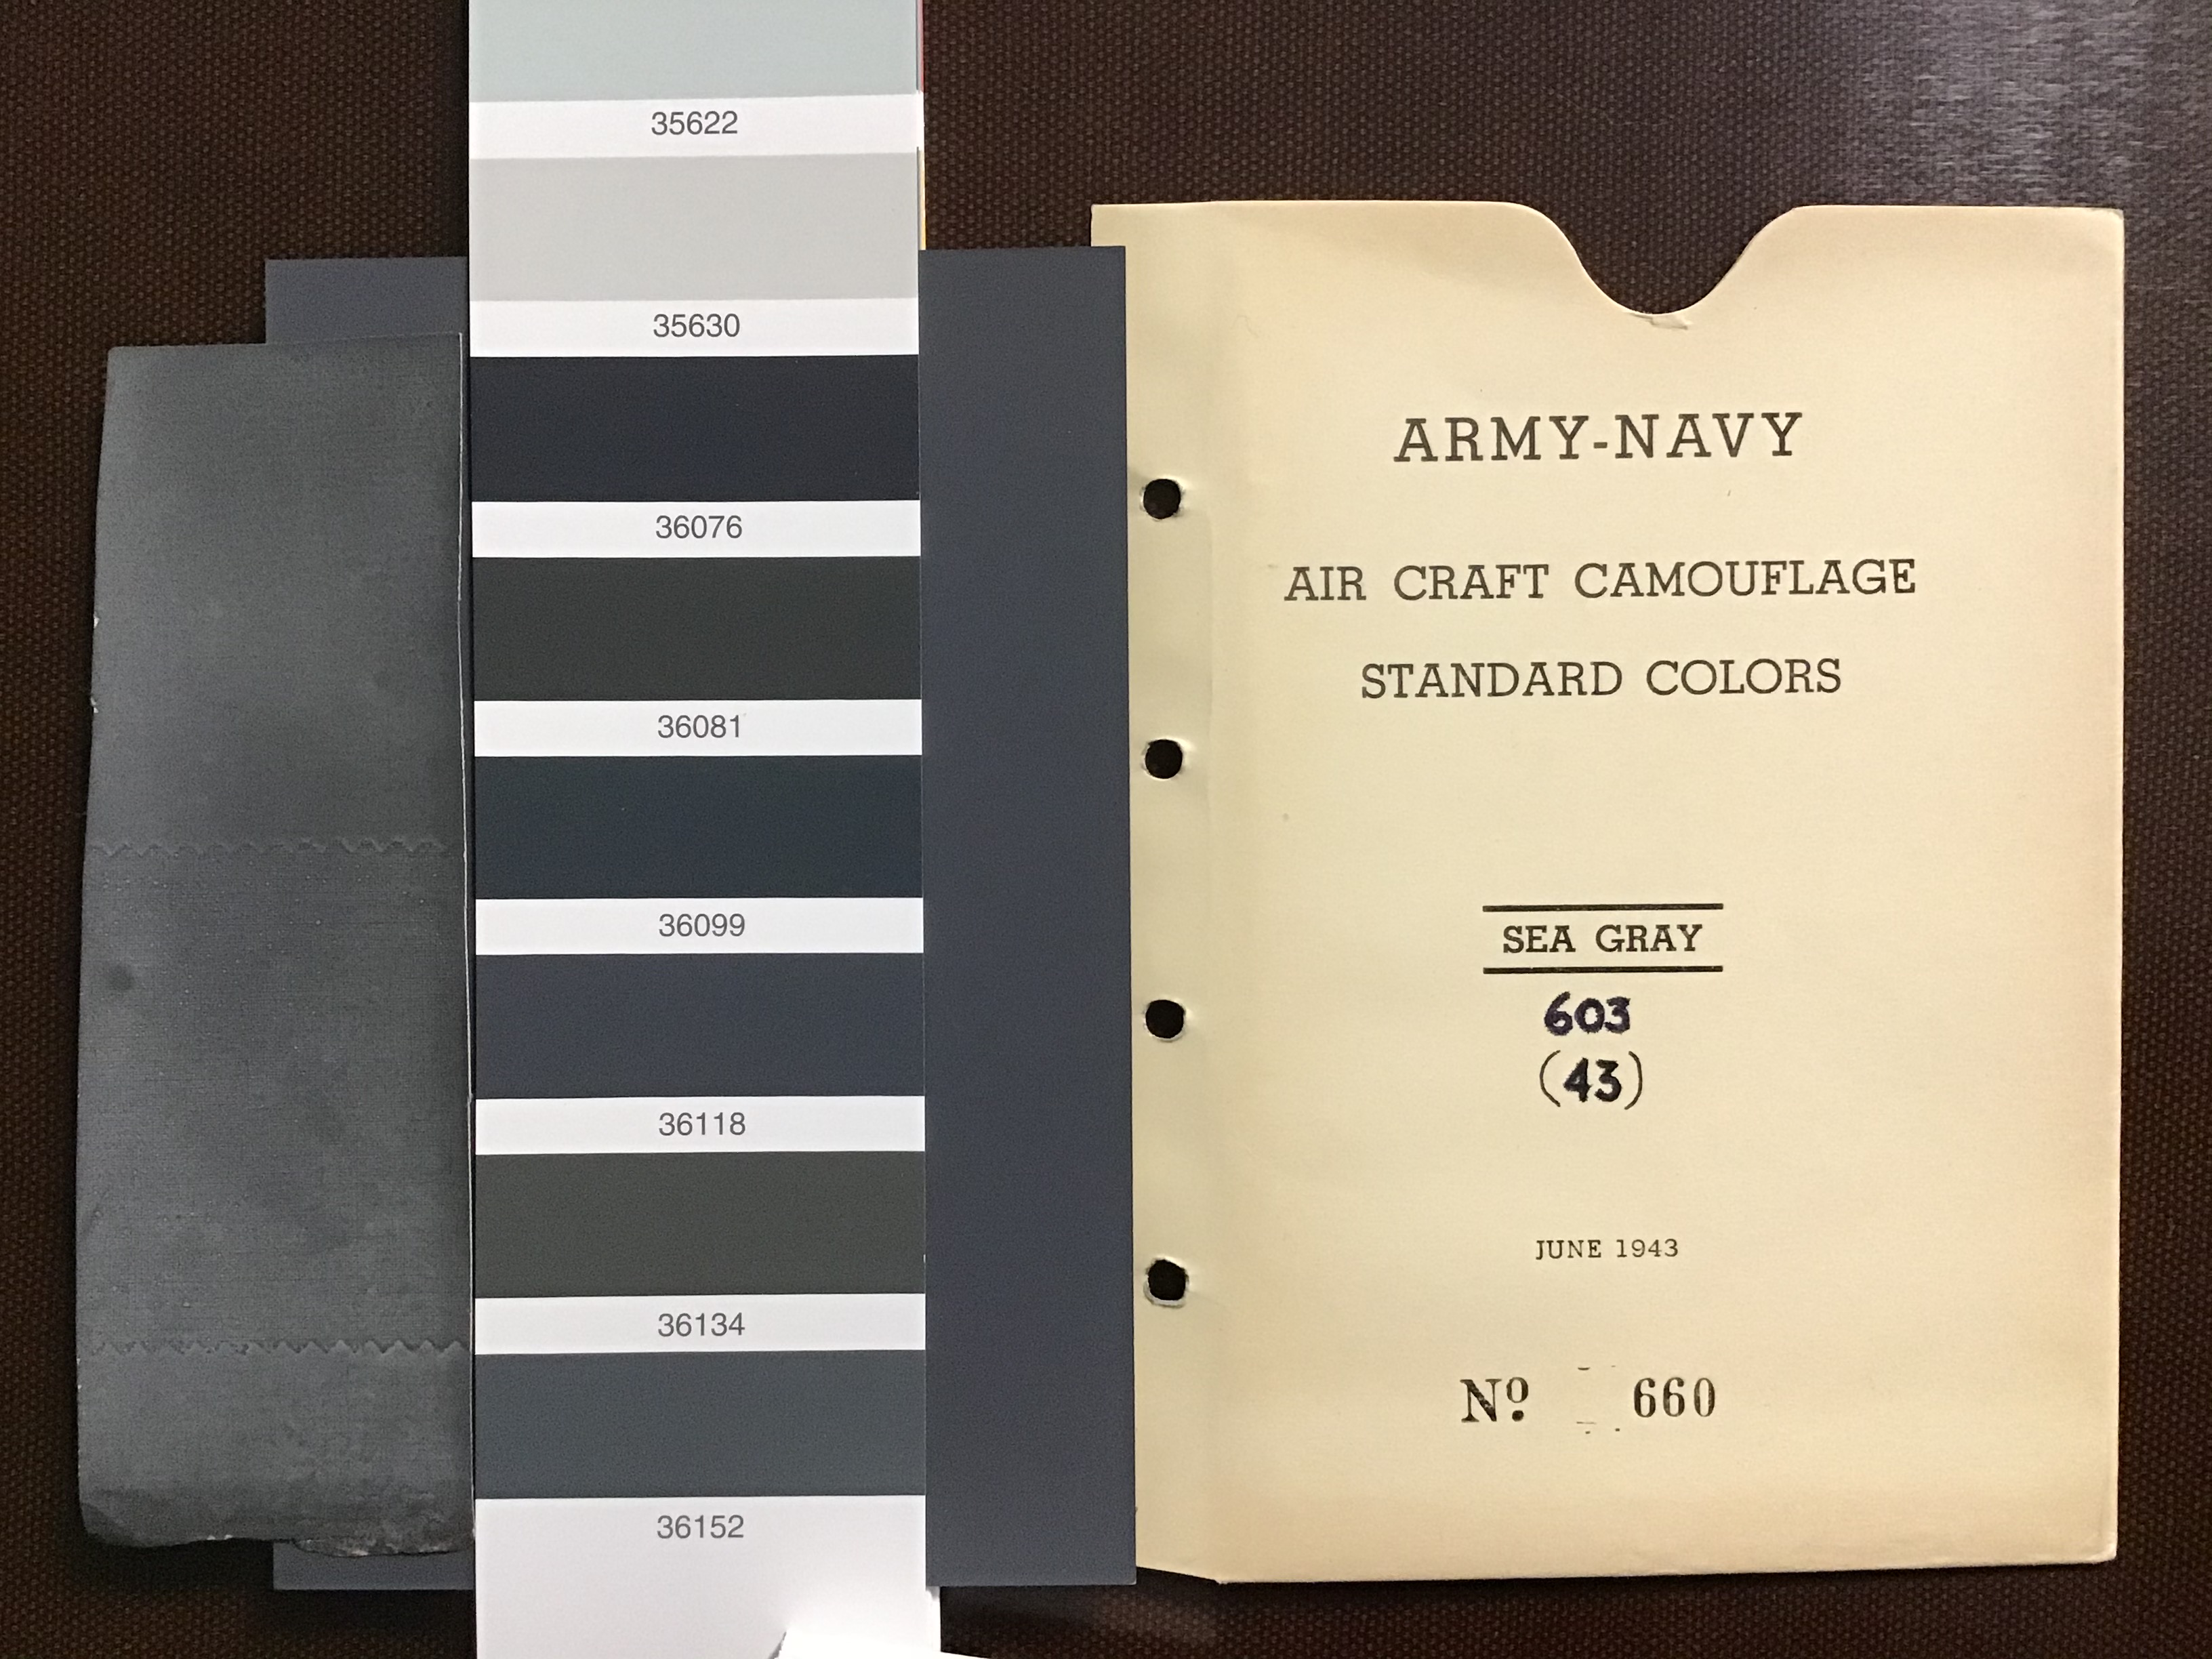 35622
35630
36076
36081
36099
36118
36134
36152
ARMY-NAVY
AIR CRAFT CAMOUFLAGE
STANDARD COLORS
SEA GRAY
603
(43)
JUNE 1943
Nº 660